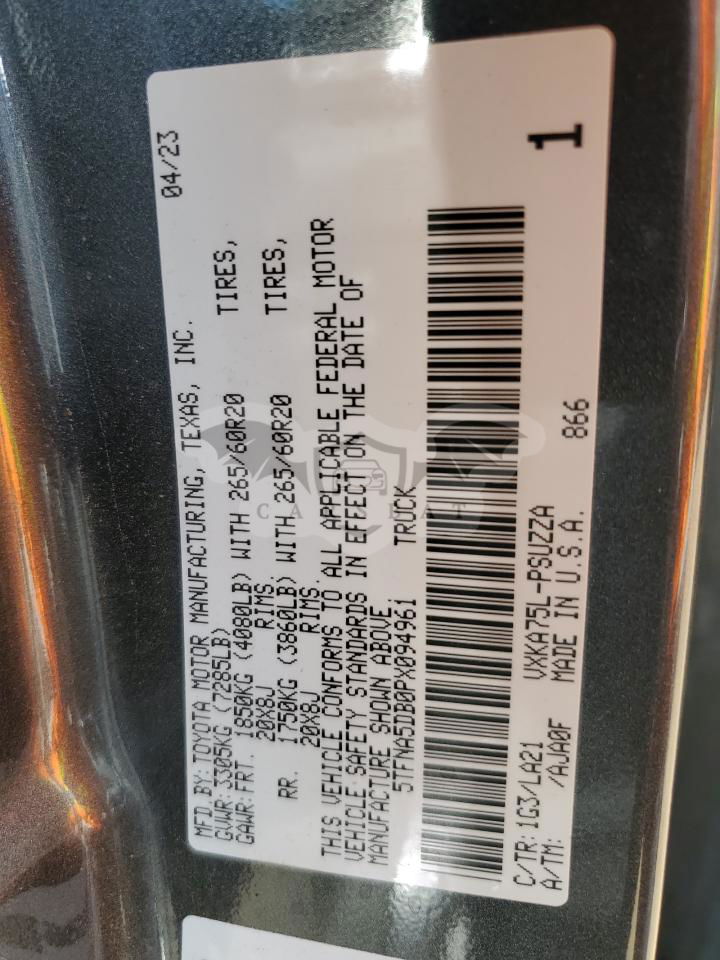 MFD BY: TOYOTA MOTOR MANUFACTURING, TEXAS, INC. 04/23
GVWR: 3305KG (7285LB)
GAWR: FRT. 1850KG (4080LB) WITH 265/60R20 TIRES,
20X8J RIMS.
RR. 1750KG (3860LB) WITH 265/60R20 TIRES,
20X8J RIMS.
THIS VEHICLE CONFORMS TO ALL APPLICABLE FEDERAL MOTOR
VEHICLE SAFETY STANDARDS IN EFFECT ON THE DATE OF
MANUFACTURE SHOWN ABOVE.
5TFNA5DB0PX094961 TRUCK
C/TR: 1G3/LA21 VXKA75L-PSUZZA 866
A/TM: /AJA0F MADE IN U.S.A.
1